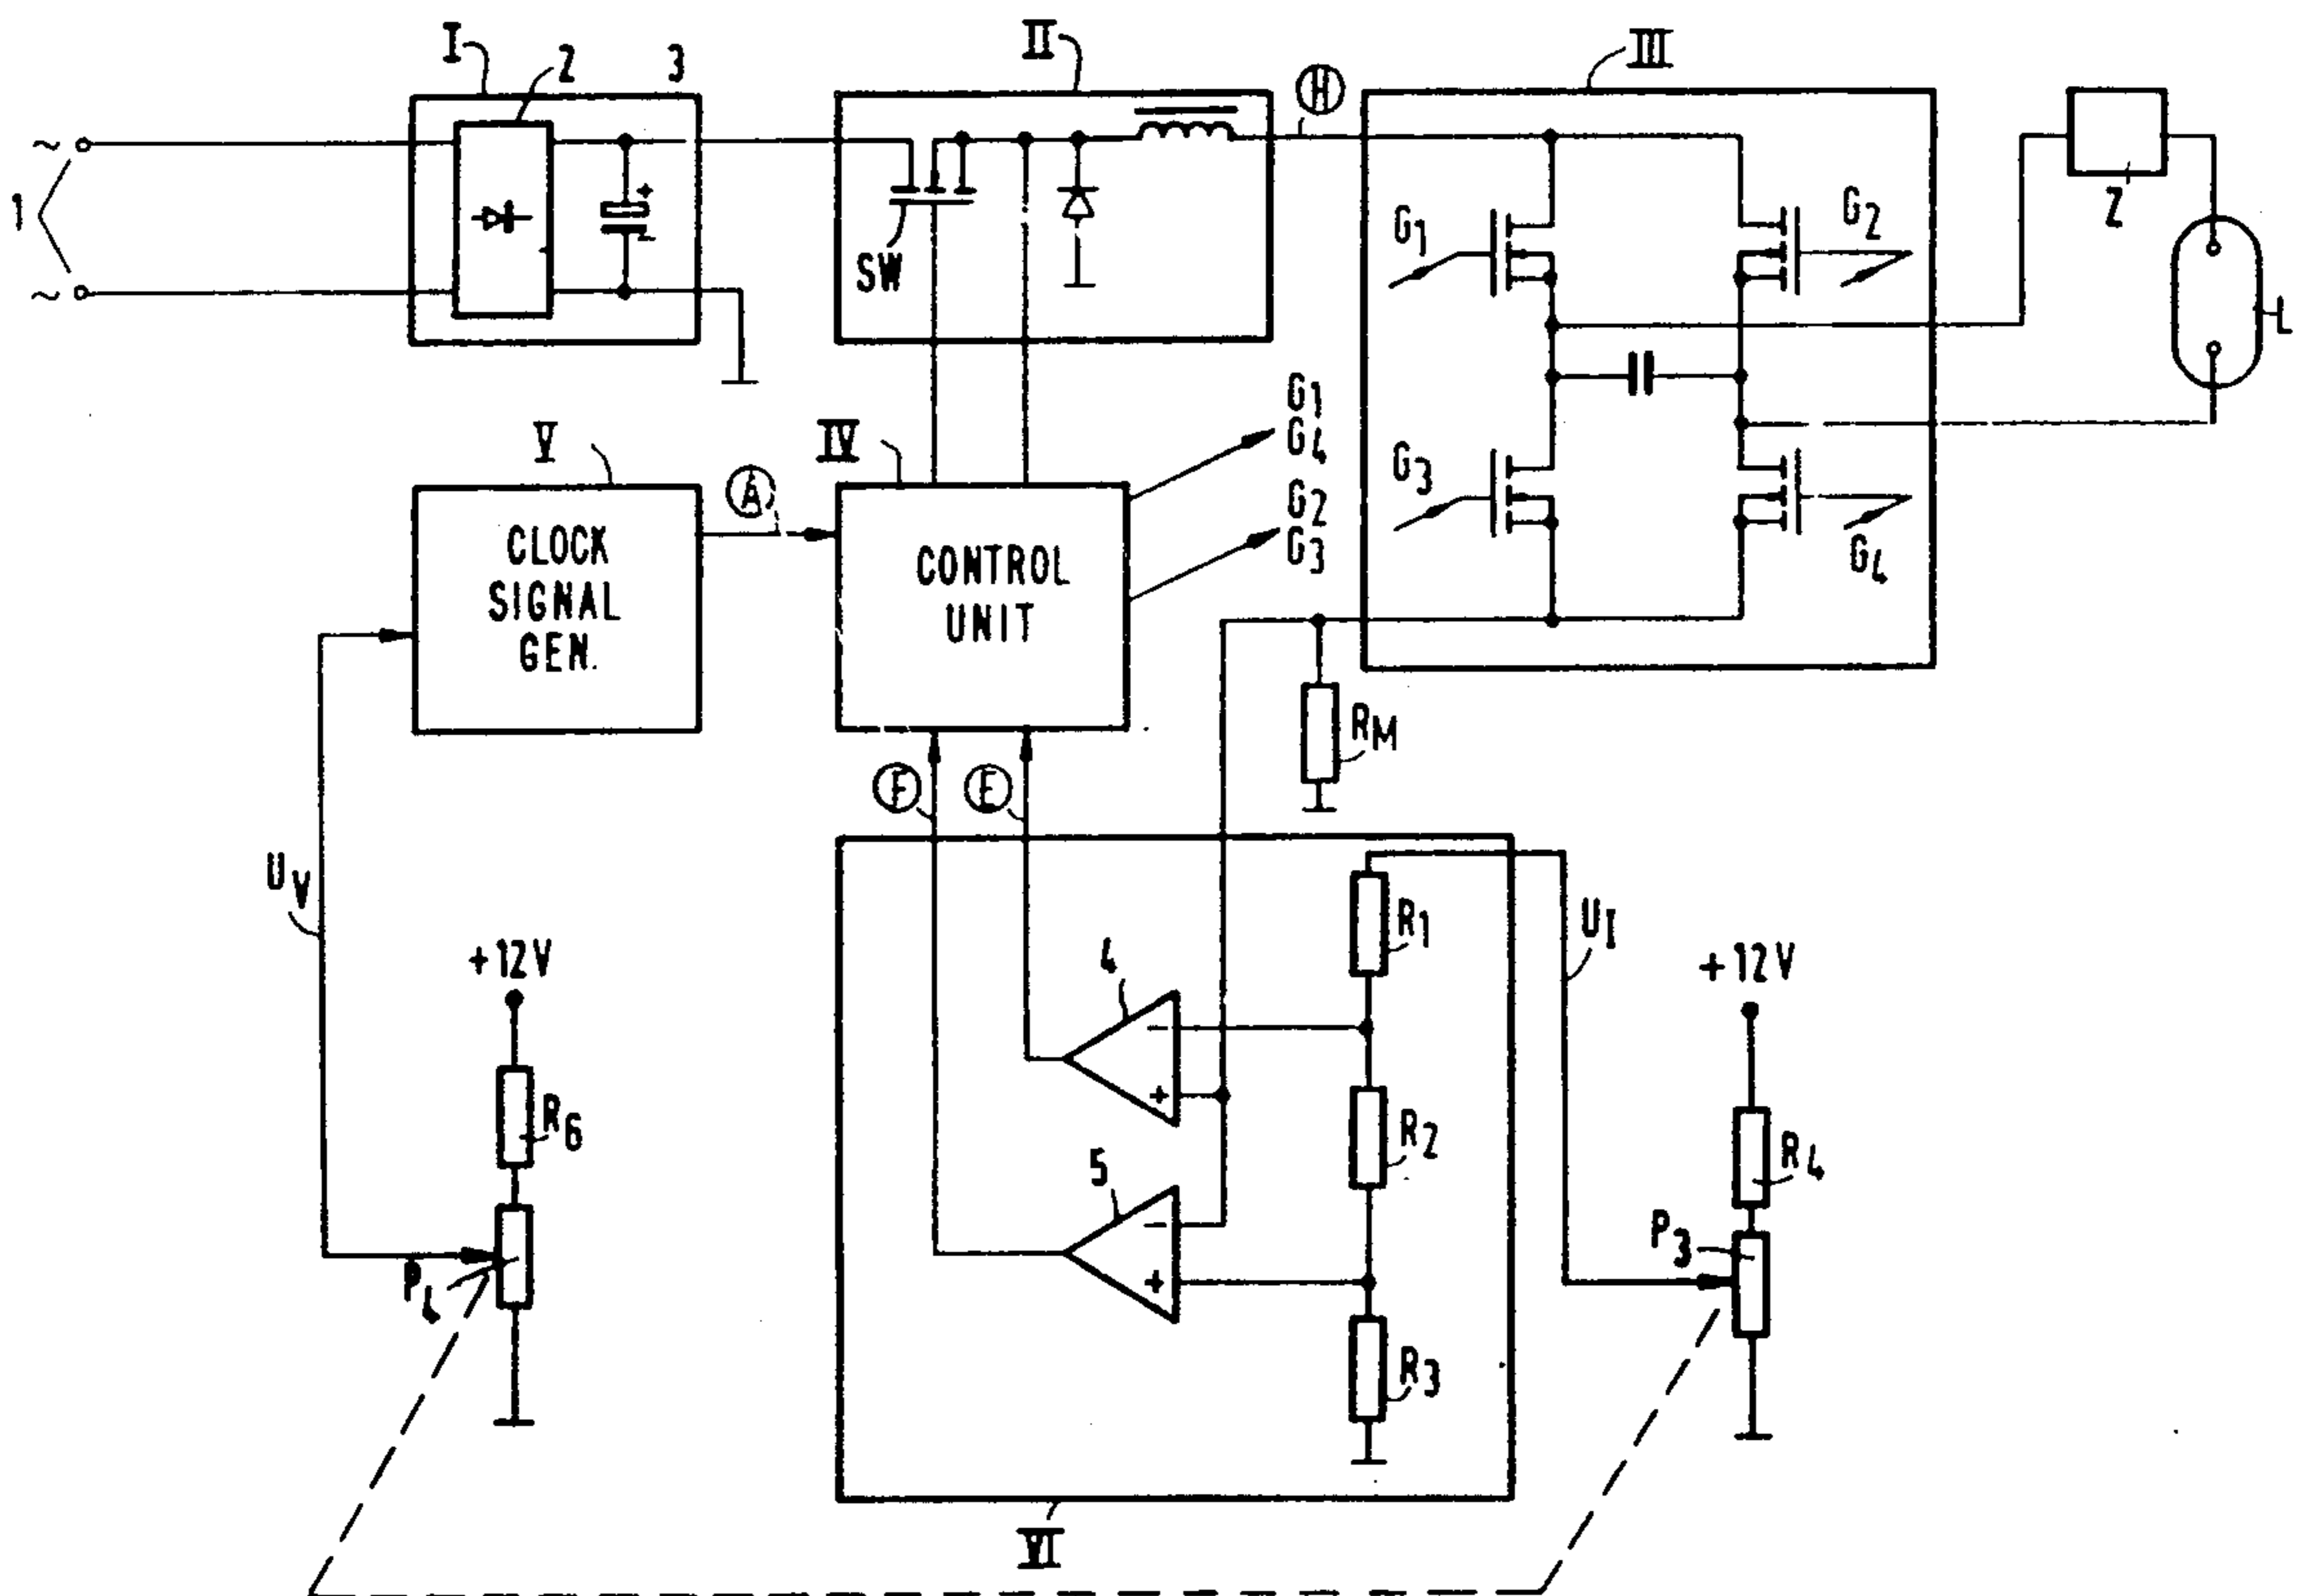 I
2
3
II
H
III
~
1
~
SW
G1
G2
Z
L
G3
G4
V
A
IV
G1
G4
G2
G3
CLOCK
SIGNAL
GEN.
CONTROL
UNIT
RM
F
E
UV
+12V
R6
P4
4
5
-
+
-
+
R1
R2
R3
UI
+12V
R4
P3
VI
+
-